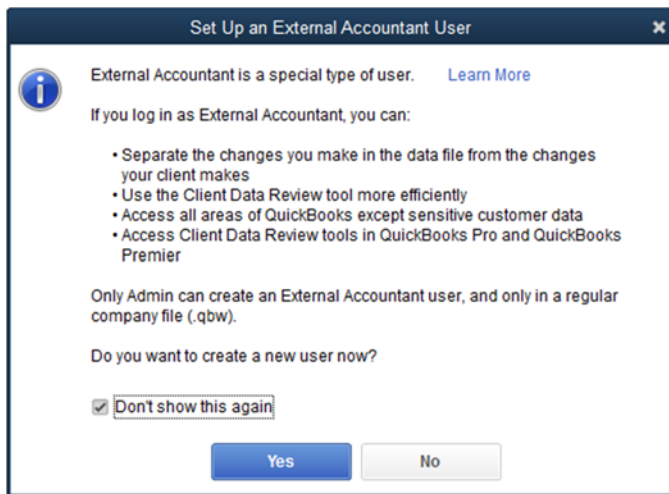 Set Up an External Accountant User
External Accountant is a special type of user. Learn More
If you log in as External Accountant, you can:
• Separate the changes you make in the data file from the changes
your client makes
• Use the Client Data Review tool more efficiently
• Access all areas of QuickBooks except sensitive customer data
• Access Client Data Review tools in QuickBooks Pro and QuickBooks
Premier
Only Admin can create an External Accountant user, and only in a regular
company file (.qbw).
Do you want to create a new user now?
Don't show this again
Yes No